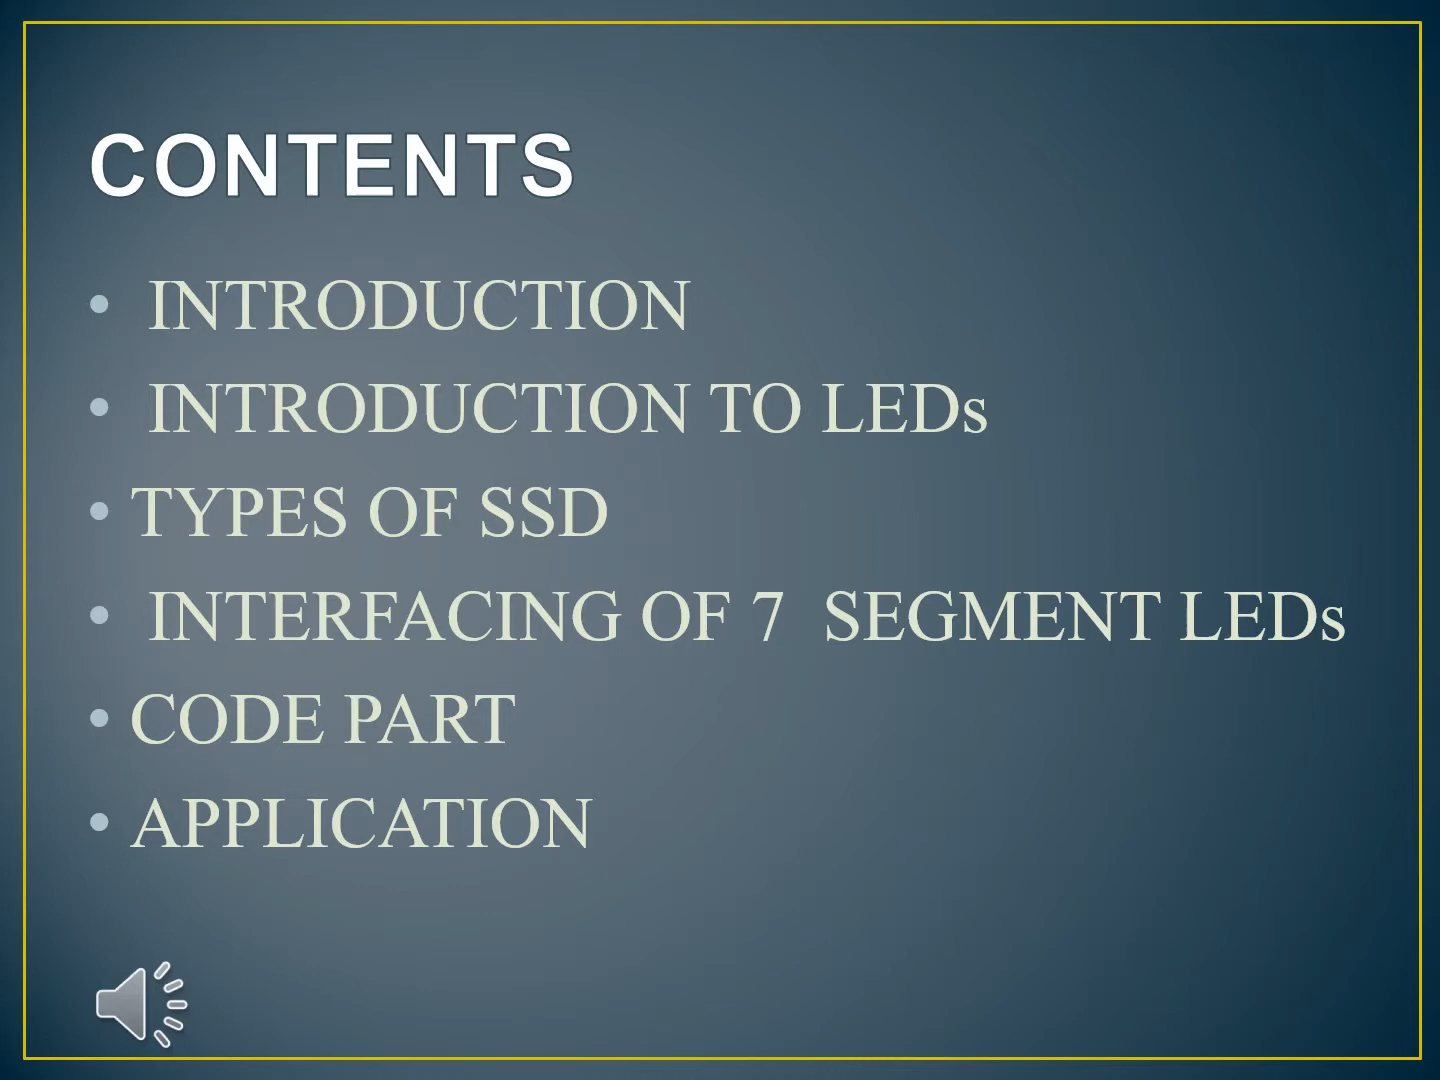 CONTENTS
• INTRODUCTION
• INTRODUCTION TO LEDs
• TYPES OF SSD
• INTERFACING OF 7  SEGMENT LEDs
• CODE PART
• APPLICATION